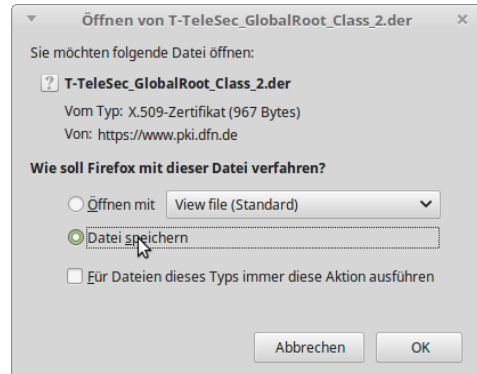 Öffnen von T-TeleSec_GlobalRoot_Class_2.der
Sie möchten folgende Datei öffnen:
T-TeleSec_GlobalRoot_Class_2.der
Vom Typ: X.509-Zertifikat (967 Bytes)
Von: https://www.pki.dfn.de
Wie soll Firefox mit dieser Datei verfahren?
Öffnen mit View file (Standard)
Datei speichern
Für Dateien dieses Typs immer diese Aktion ausführen
Abbrechen OK